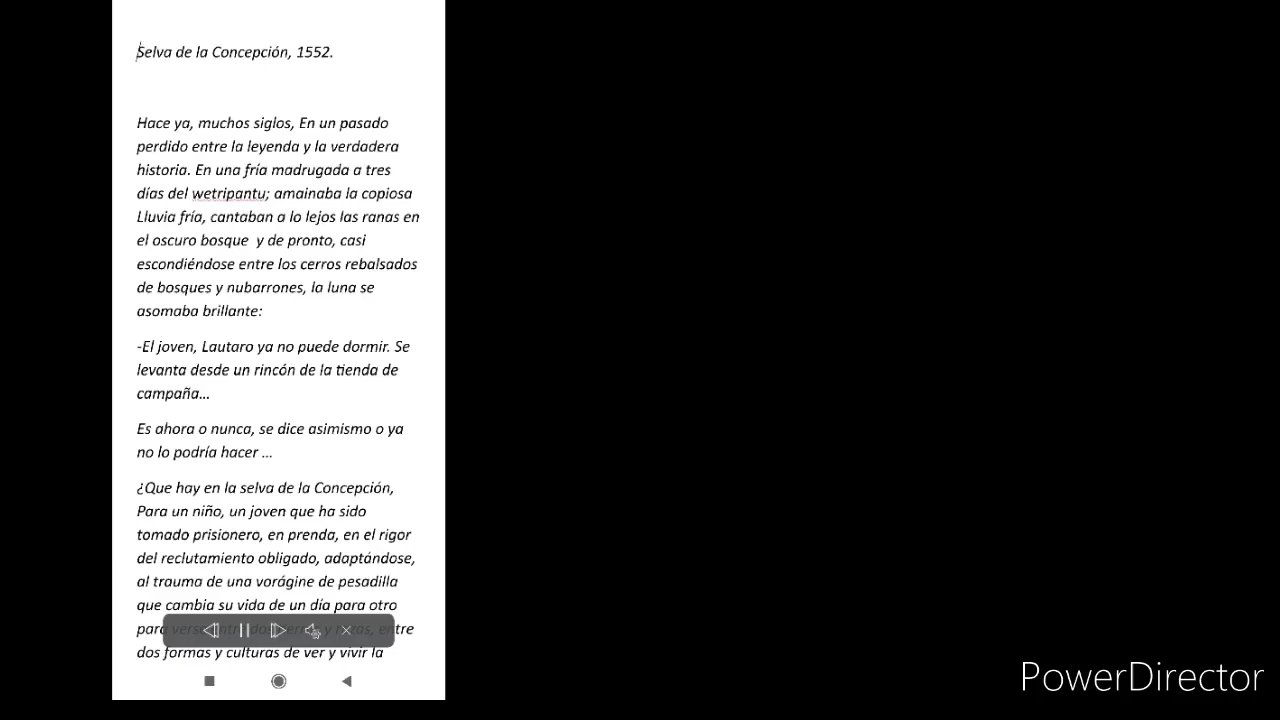 Selva de la Concepción, 1552.
Hace ya, muchos siglos, En un pasado
perdido entre la leyenda y la verdadera
historia. En una fría madrugada a tres
días del wetripantu; amainaba la copiosa
Lluvia fría, cantaban a lo lejos las ranas en
el oscuro bosque  y de pronto, casi
escondiéndose entre los cerros rebalsados
de bosques y nubarrones, la luna se
asomaba brillante:
-El joven, Lautaro ya no puede dormir. Se
levanta desde un rincón de la tienda de
campaña...
Es ahora o nunca, se dice asimismo o ya
no lo podría hacer ...
¿Que hay en la selva de la Concepción,
Para un niño, un joven que ha sido
tomado prisionero, en prenda, en el rigor
del reclutamiento obligado, adaptándose,
al trauma de una vorágine de pesadilla
que cambia su vida de un día para otro
para entre
dos formas y culturas de ver y vivir la
PowerDirector